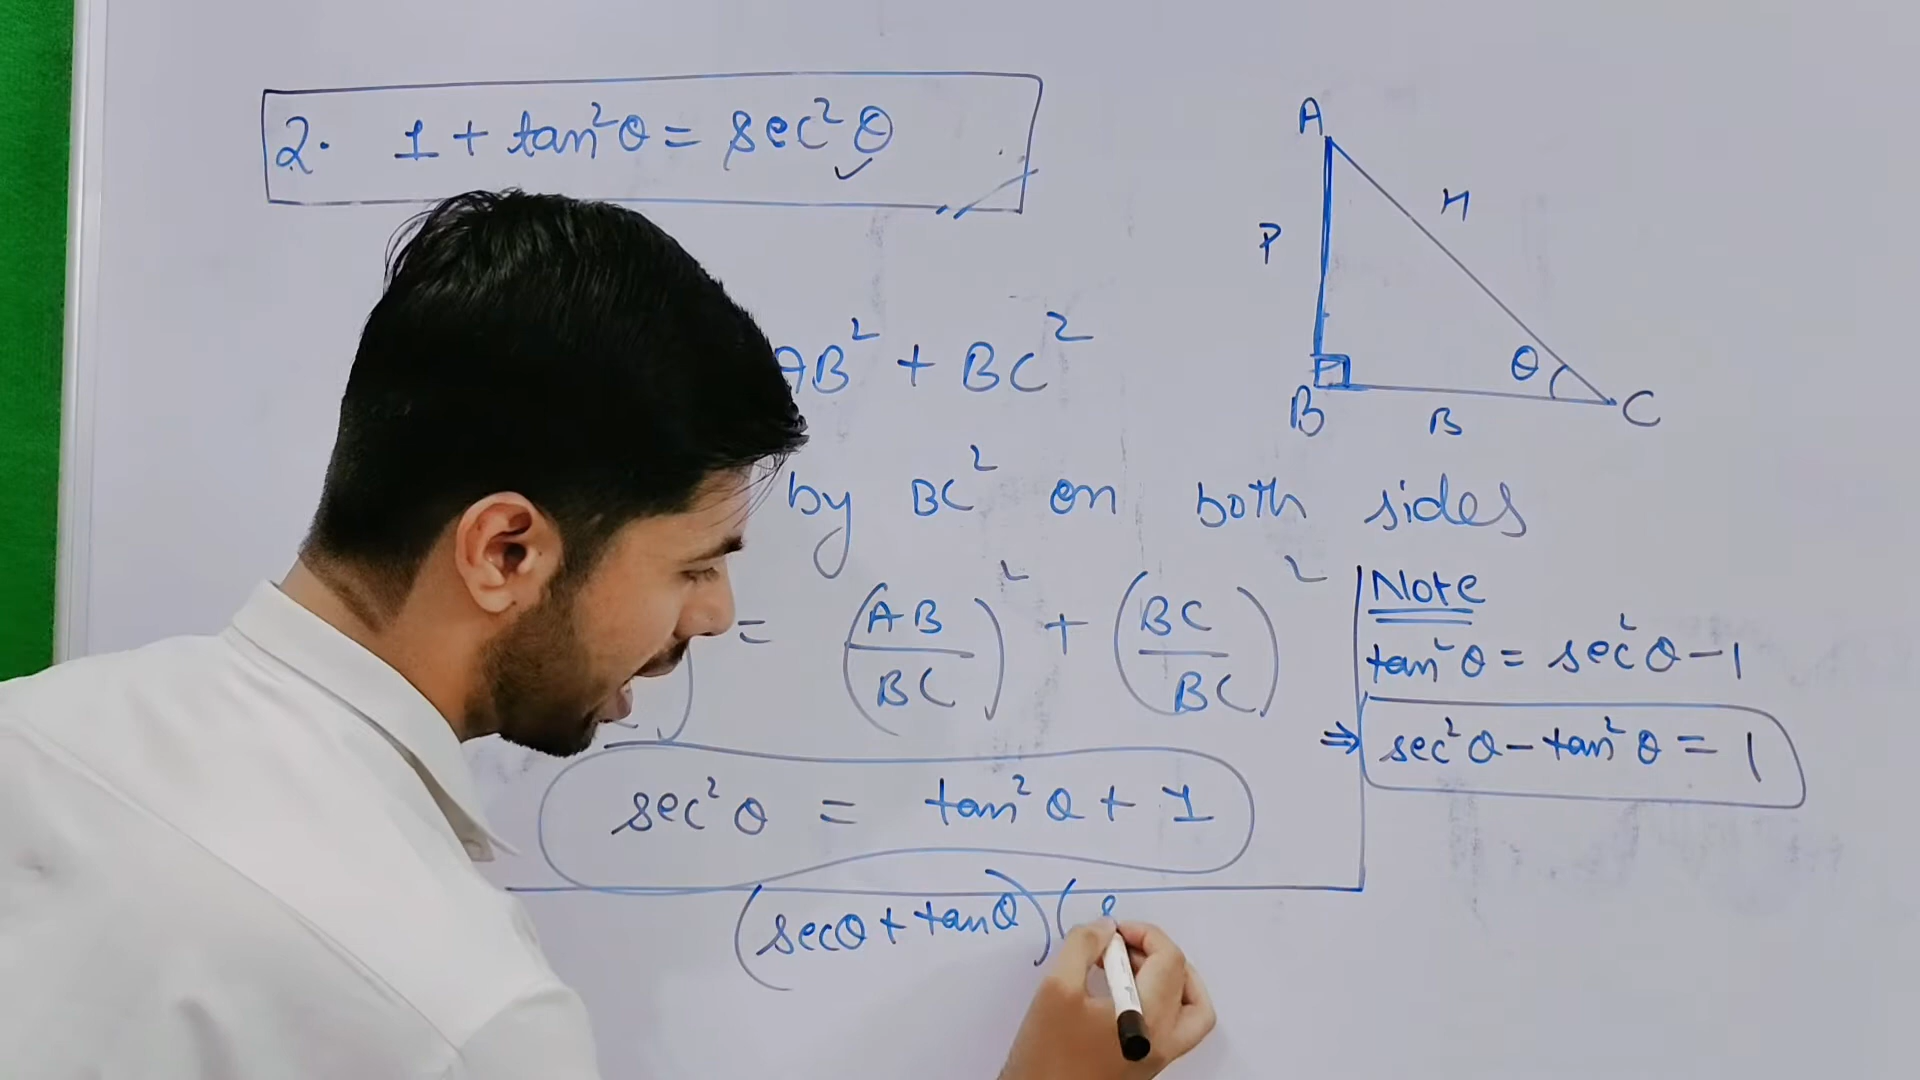 2. 1 + tan²θ = sec²θ
A
H
P
θ
B
B
C
AB² + BC²
by BC² on both sides
= (AB/BC)² + (BC/BC)²
Note
tan²θ = sec²θ - 1
⇒ sec²θ - tan²θ = 1
sec²θ = tan²θ + 1
(secθ + tanθ)(